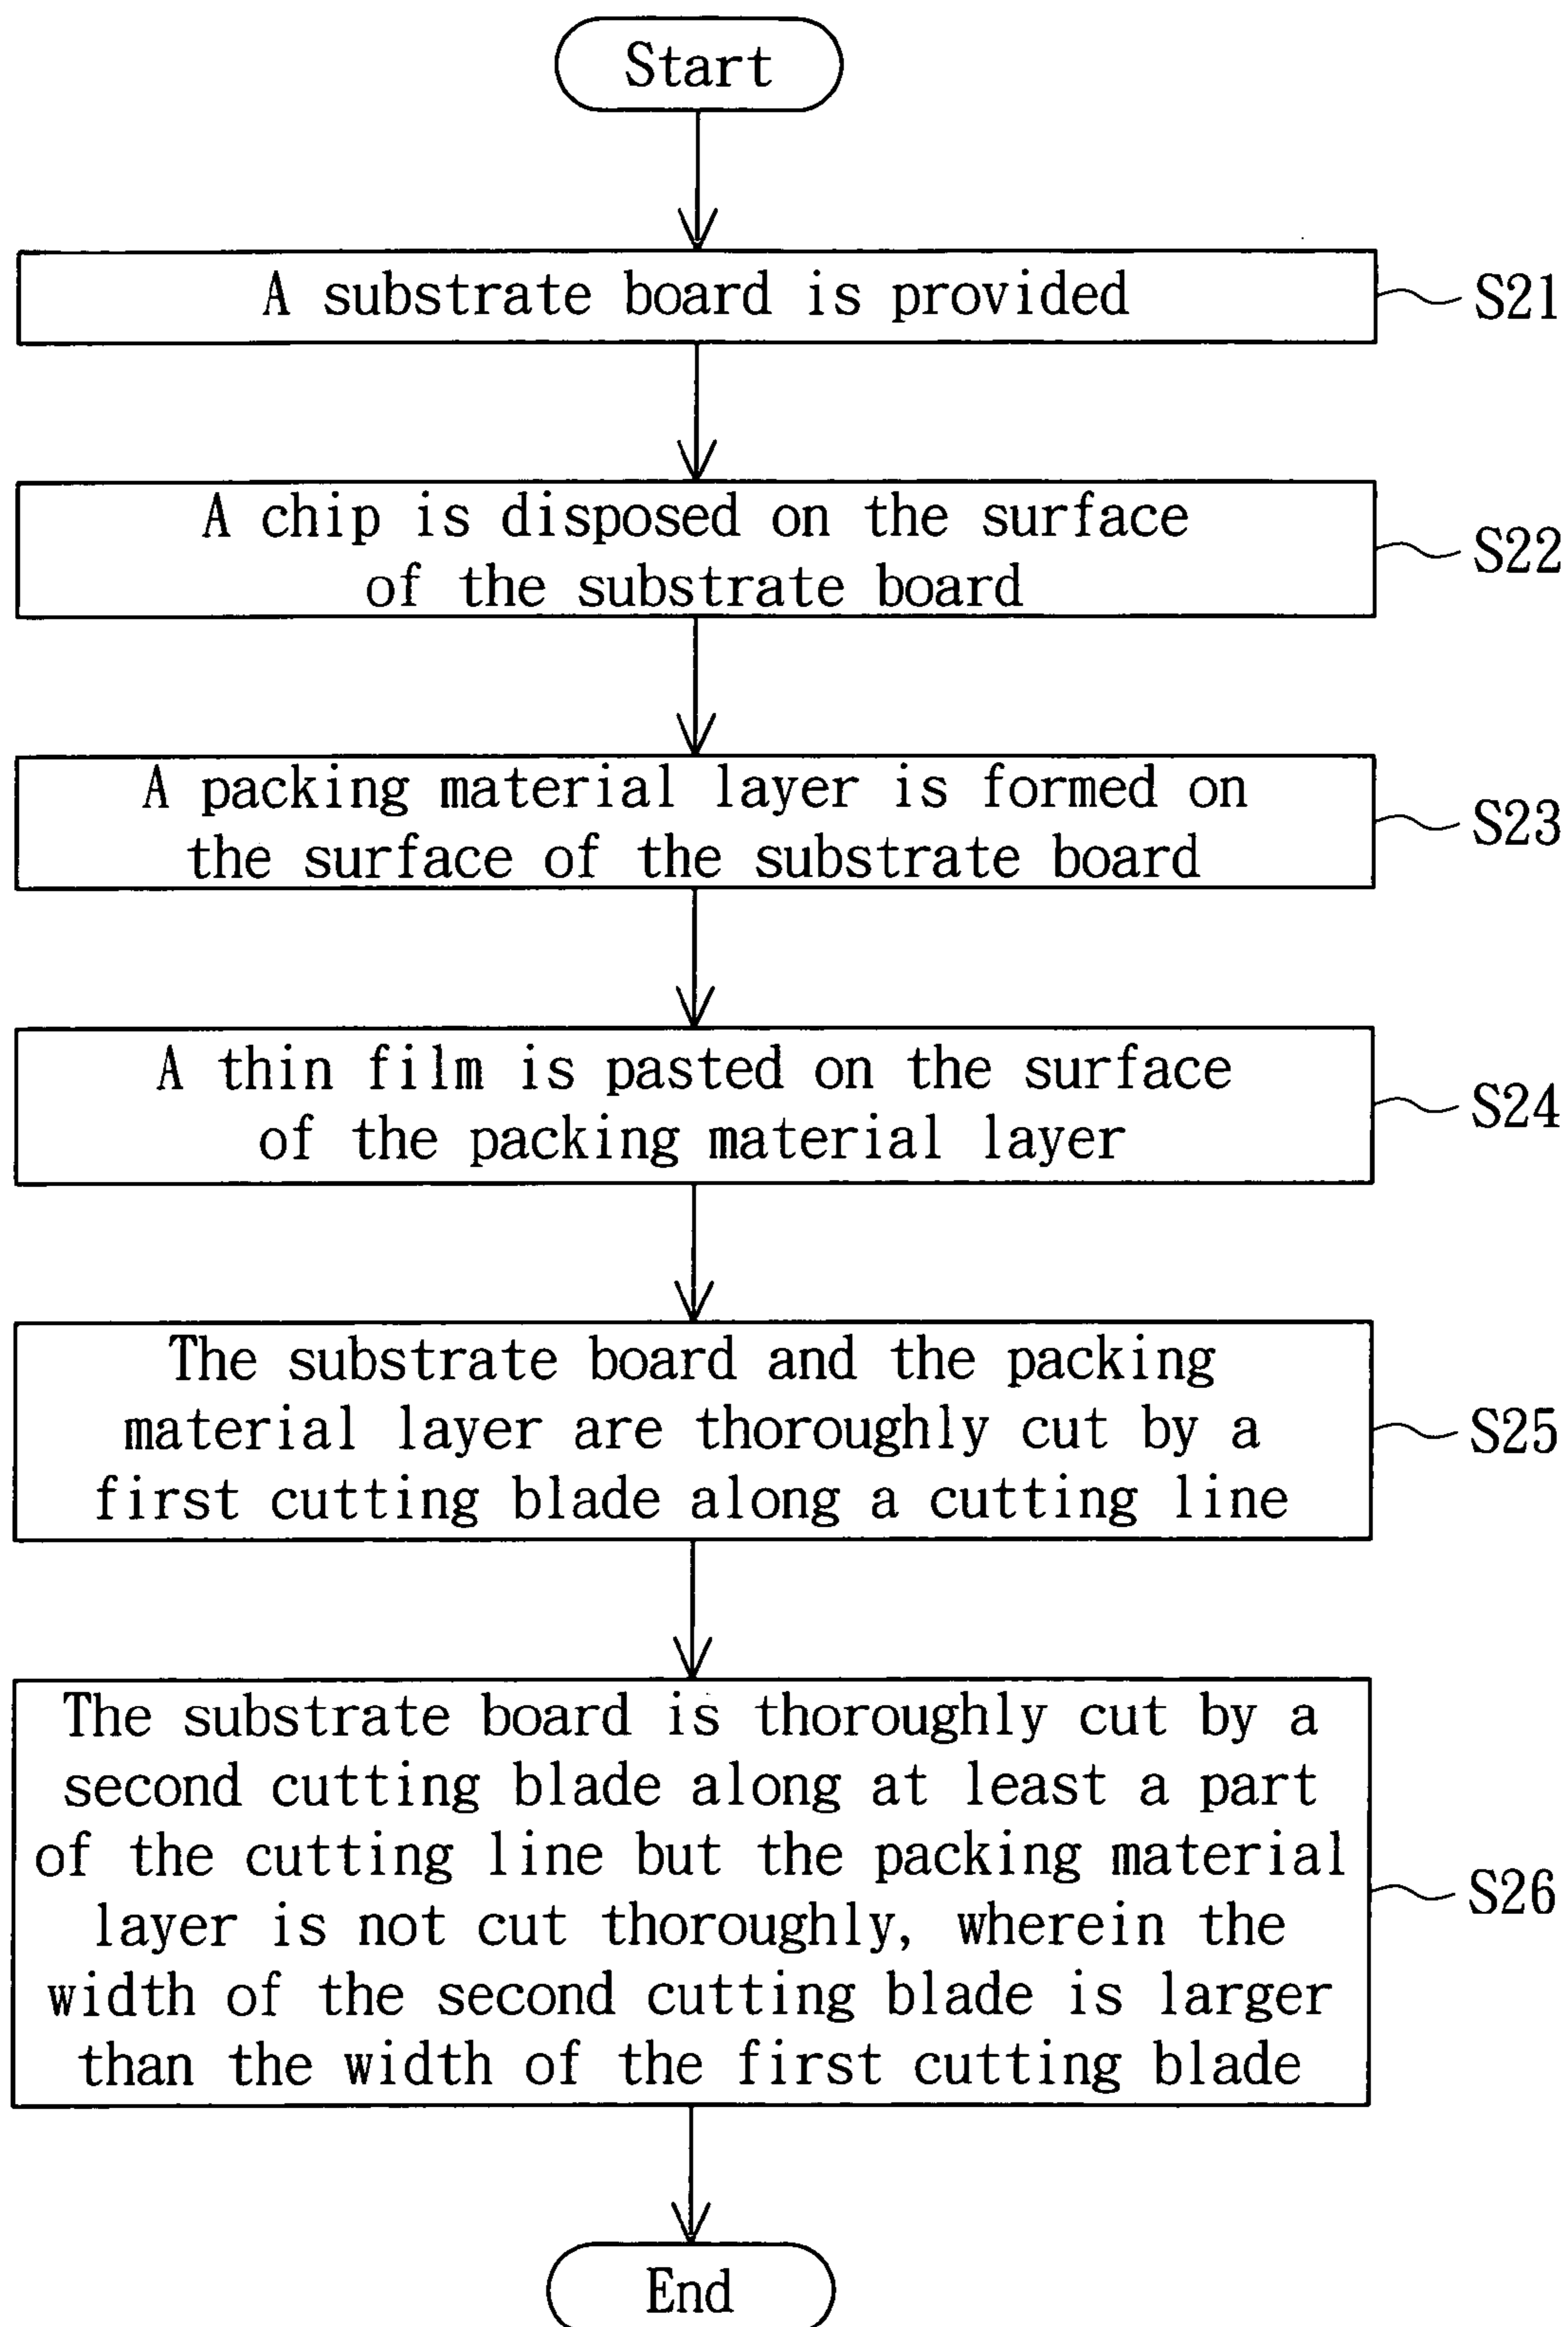 Start
A substrate board is provided
S21
A chip is disposed on the surface
of the substrate board
S22
A packing material layer is formed on
the surface of the substrate board
S23
A thin film is pasted on the surface
of the packing material layer
S24
The substrate board and the packing
material layer are thoroughly cut by a
first cutting blade along a cutting line
S25
The substrate board is thoroughly cut by a
second cutting blade along at least a part
of the cutting line but the packing material
layer is not cut thoroughly, wherein the
width of the second cutting blade is larger
than the width of the first cutting blade
S26
End